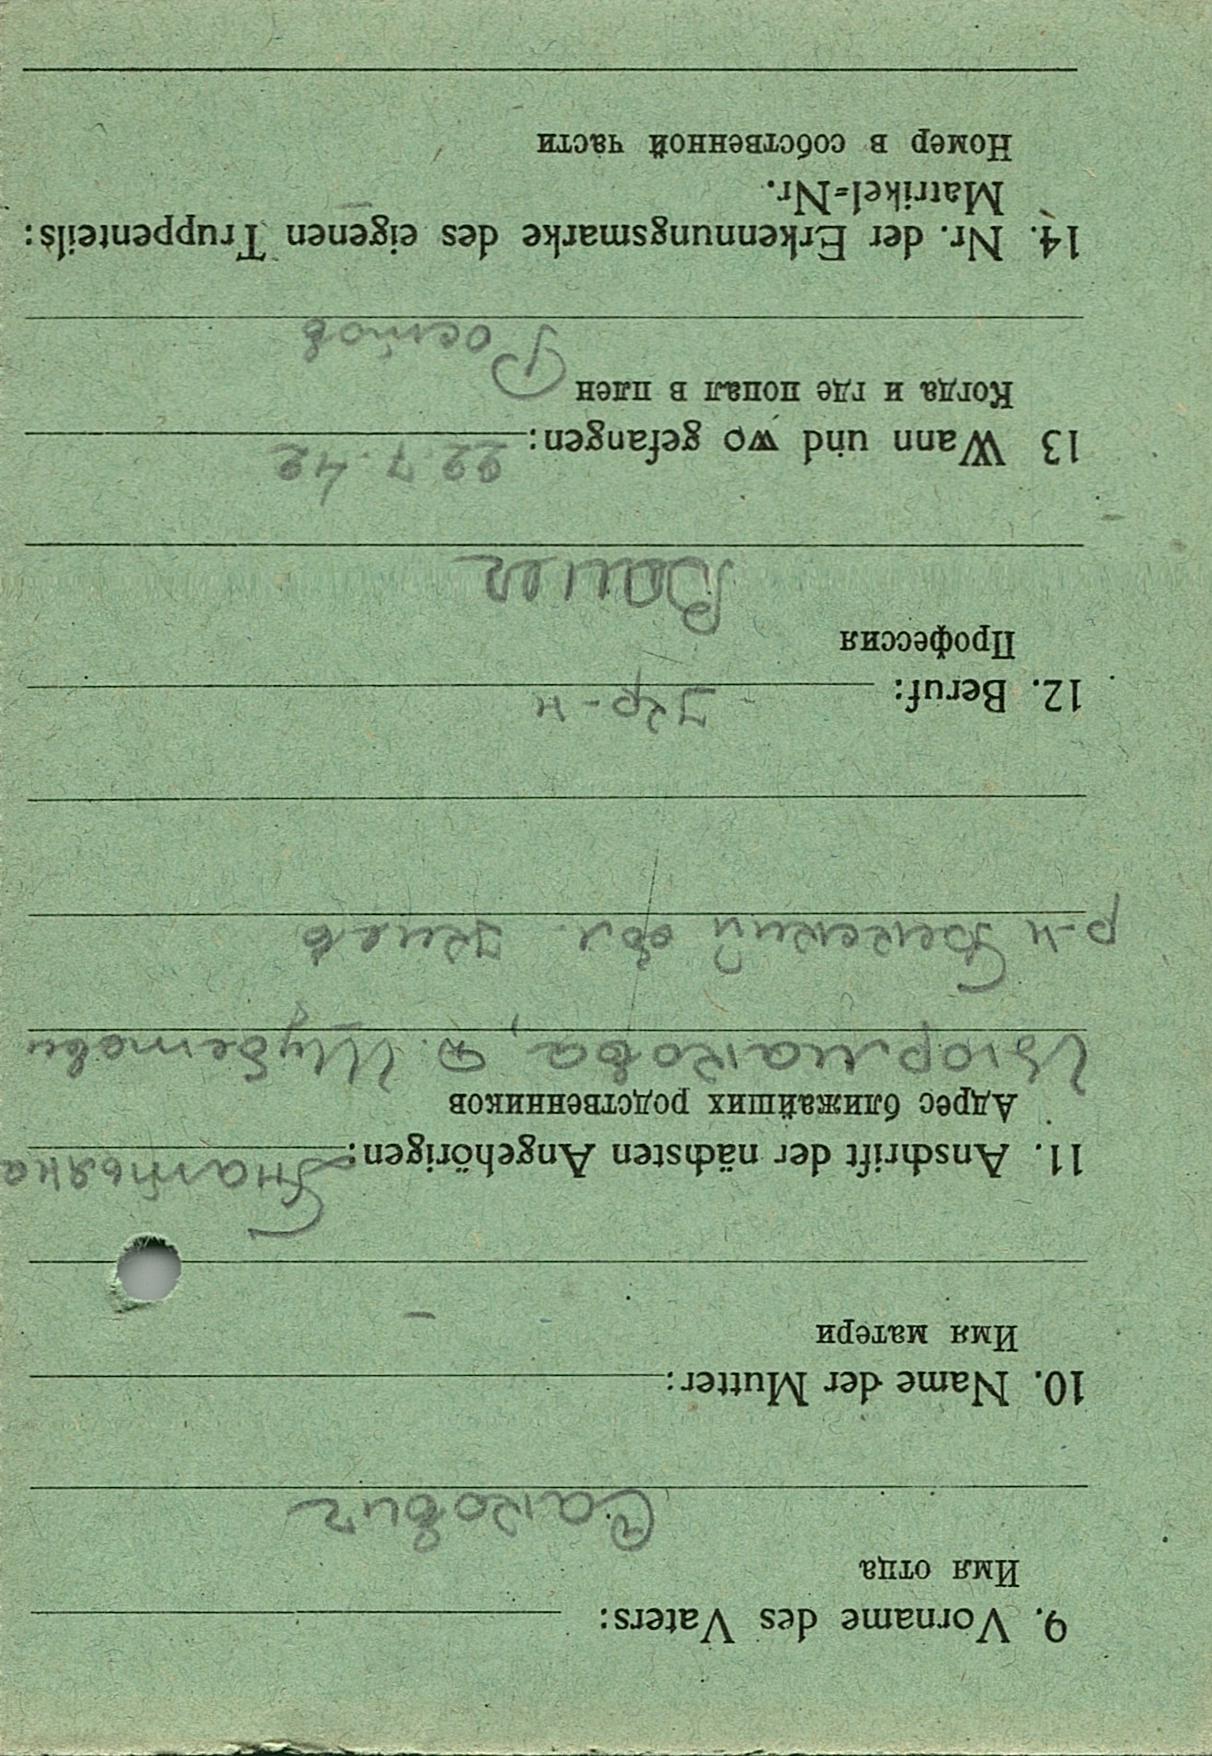 9. Vorname des Vaters:
Имя отца
10. Name der Mutter:
Имя матери
–
11. Anschrift der nächsten Angehörigen:
Адрес ближайших родственников
д.
р-н обл. Киев
12. Beruf:
Профессия
13 Wann und wo gefangen: 22.7.42
Когда и где попал в плен
Ростов
14. Nr. der Erkennungsmarke des eigenen Truppenteils:
Matrikel=Nr.
Номер в собственной части